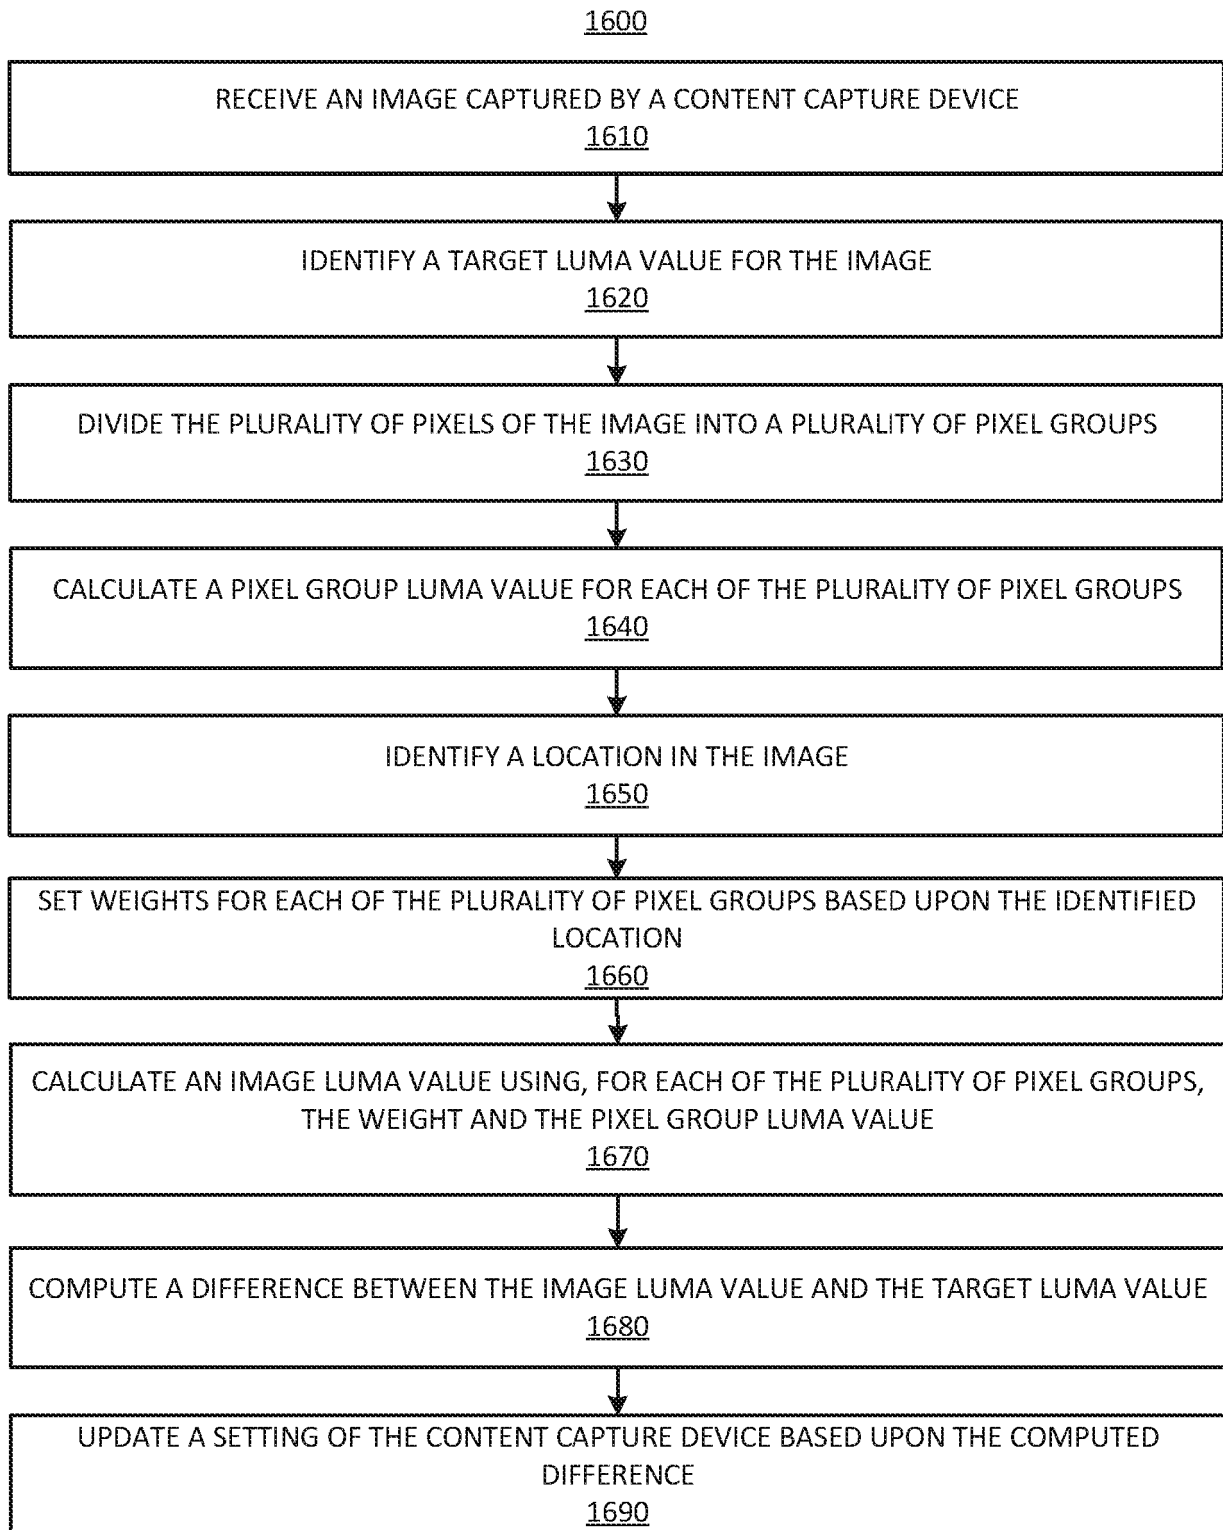 1600
RECEIVE AN IMAGE CAPTURED BY A CONTENT CAPTURE DEVICE
1610
IDENTIFY A TARGET LUMA VALUE FOR THE IMAGE
1620
DIVIDE THE PLURALITY OF PIXELS OF THE IMAGE INTO A PLURALITY OF PIXEL GROUPS
1630
CALCULATE A PIXEL GROUP LUMA VALUE FOR EACH OF THE PLURALITY OF PIXEL GROUPS
1640
IDENTIFY A LOCATION IN THE IMAGE
1650
SET WEIGHTS FOR EACH OF THE PLURALITY OF PIXEL GROUPS BASED UPON THE IDENTIFIED
LOCATION
1660
CALCULATE AN IMAGE LUMA VALUE USING, FOR EACH OF THE PLURALITY OF PIXEL GROUPS,
THE WEIGHT AND THE PIXEL GROUP LUMA VALUE
1670
COMPUTE A DIFFERENCE BETWEEN THE IMAGE LUMA VALUE AND THE TARGET LUMA VALUE
1680
UPDATE A SETTING OF THE CONTENT CAPTURE DEVICE BASED UPON THE COMPUTED
DIFFERENCE
1690